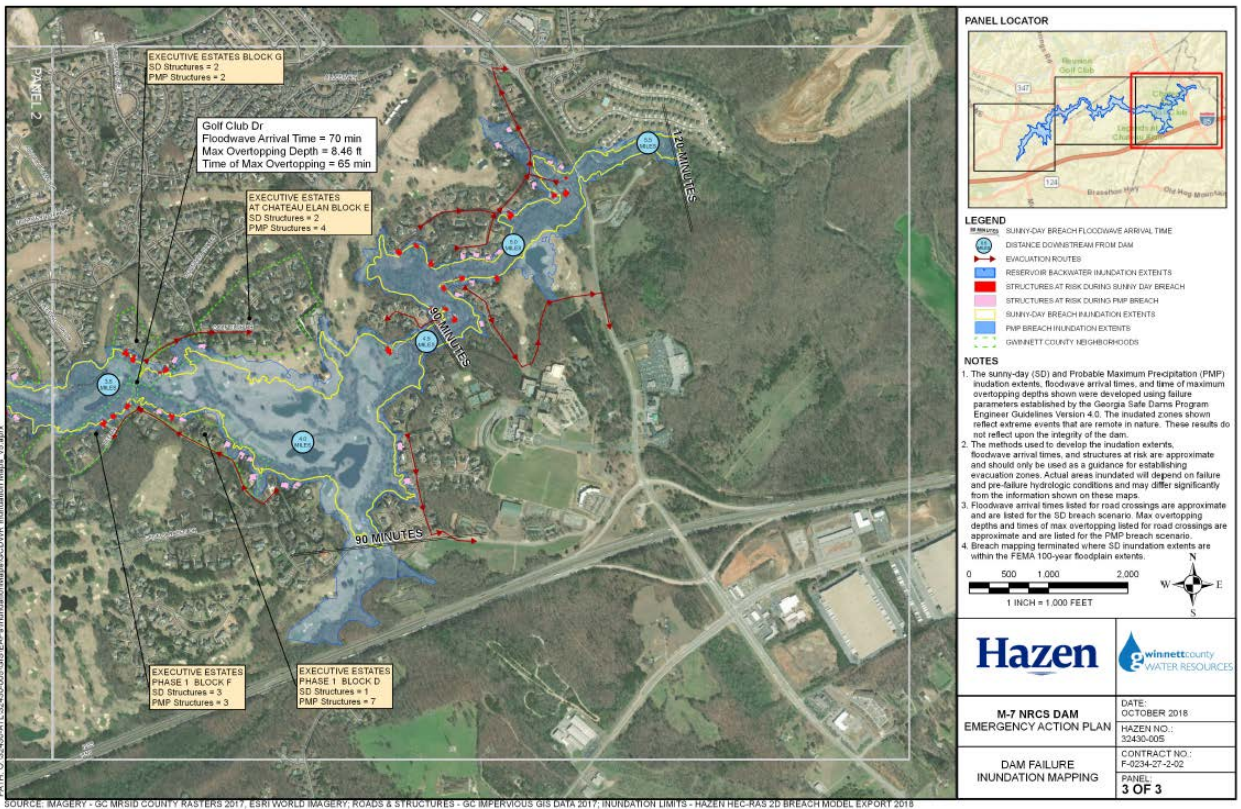 PANEL 2
EXECUTIVE ESTATES BLOCK G
SD Structures = 2
PMP Structures = 2
Golf Club Dr
Floodwave Arrival Time = 70 min
Max Overtopping Depth = 8.46 ft
Time of Max Overtopping = 65 min
EXECUTIVE ESTATES
AT CHATEAU ELAN BLOCK E
SD Structures = 2
PMP Structures = 4
5.5 MILES
120 MINUTES
5.0 MILES
90 MINUTES
4.5 MILES
3.8 MILES
4.0 MILES
90 MINUTES
EXECUTIVE ESTATES
PHASE 1 BLOCK F
SD Structures = 3
PMP Structures = 3
EXECUTIVE ESTATES
PHASE 1 BLOCK D
SD Structures = 1
PMP Structures = 7
PANEL LOCATOR
347
124
LEGEND
SUNNY-DAY BREACH FLOODWAVE ARRIVAL TIME
DISTANCE DOWNSTREAM FROM DAM
EVACUATION ROUTES
RESERVOIR BACKWATER INUNDATION EXTENTS
STRUCTURES AT RISK DURING SUNNY DAY BREACH
STRUCTURES AT RISK DURING PMP BREACH
SUNNY-DAY BREACH INUNDATION EXTENTS
PMP BREACH INUNDATION EXTENTS
GWINNETT COUNTY NEIGHBORHOODS
NOTES
1. The sunny-day (SD) and Probable Maximum Precipitation (PMP)
inudation extents, floodwave arrival times, and time of maximum
overtopping depths shown were developed using failure
parameters established by the Georgia Safe Dams Program
Engineer Guidelines Version 4.0. The inudated zones shown
reflect extreme events that are remote in nature. These results do
not reflect upon the integrity of the dam.
2. The methods used to develop the inudation extents,
floodwave arrival times, and structures at risk are approximate
and should only be used as a guidance for establishing
evacuation zones. Actual areas inundated will depend on failure
and pre-failure hydrologic conditions and may differ significantly
from the information shown on these maps.
3. Floodwave arrival times listed for road crossings are approximate
and are listed for the SD breach scenario. Max overtopping
depths and times of max overtopping listed for road crossings are
approximate and are listed for the PMP breach scenario.
4. Breach mapping terminated where SD inundation extents are
within the FEMA 100-year floodplain extents.
0 500 1,000 2,000
1 INCH = 1,000 FEET
N
W E
S
Hazen
gwinnettcounty
WATER RESOURCES
M-7 NRCS DAM
EMERGENCY ACTION PLAN
DATE:
OCTOBER 2018
HAZEN NO.:
32430-005
DAM FAILURE
INUNDATION MAPPING
CONTRACT NO.:
F-0234-27-2-02
PANEL:
3 OF 3
SOURCE: IMAGERY - GC MRSID COUNTY RASTERS 2017, ESRI WORLD IMAGERY; ROADS & STRUCTURES - GC IMPERVIOUS GIS DATA 2017; INUNDATION LIMITS - HAZEN HEC-RAS 2D BREACH MODEL EXPORT 2018